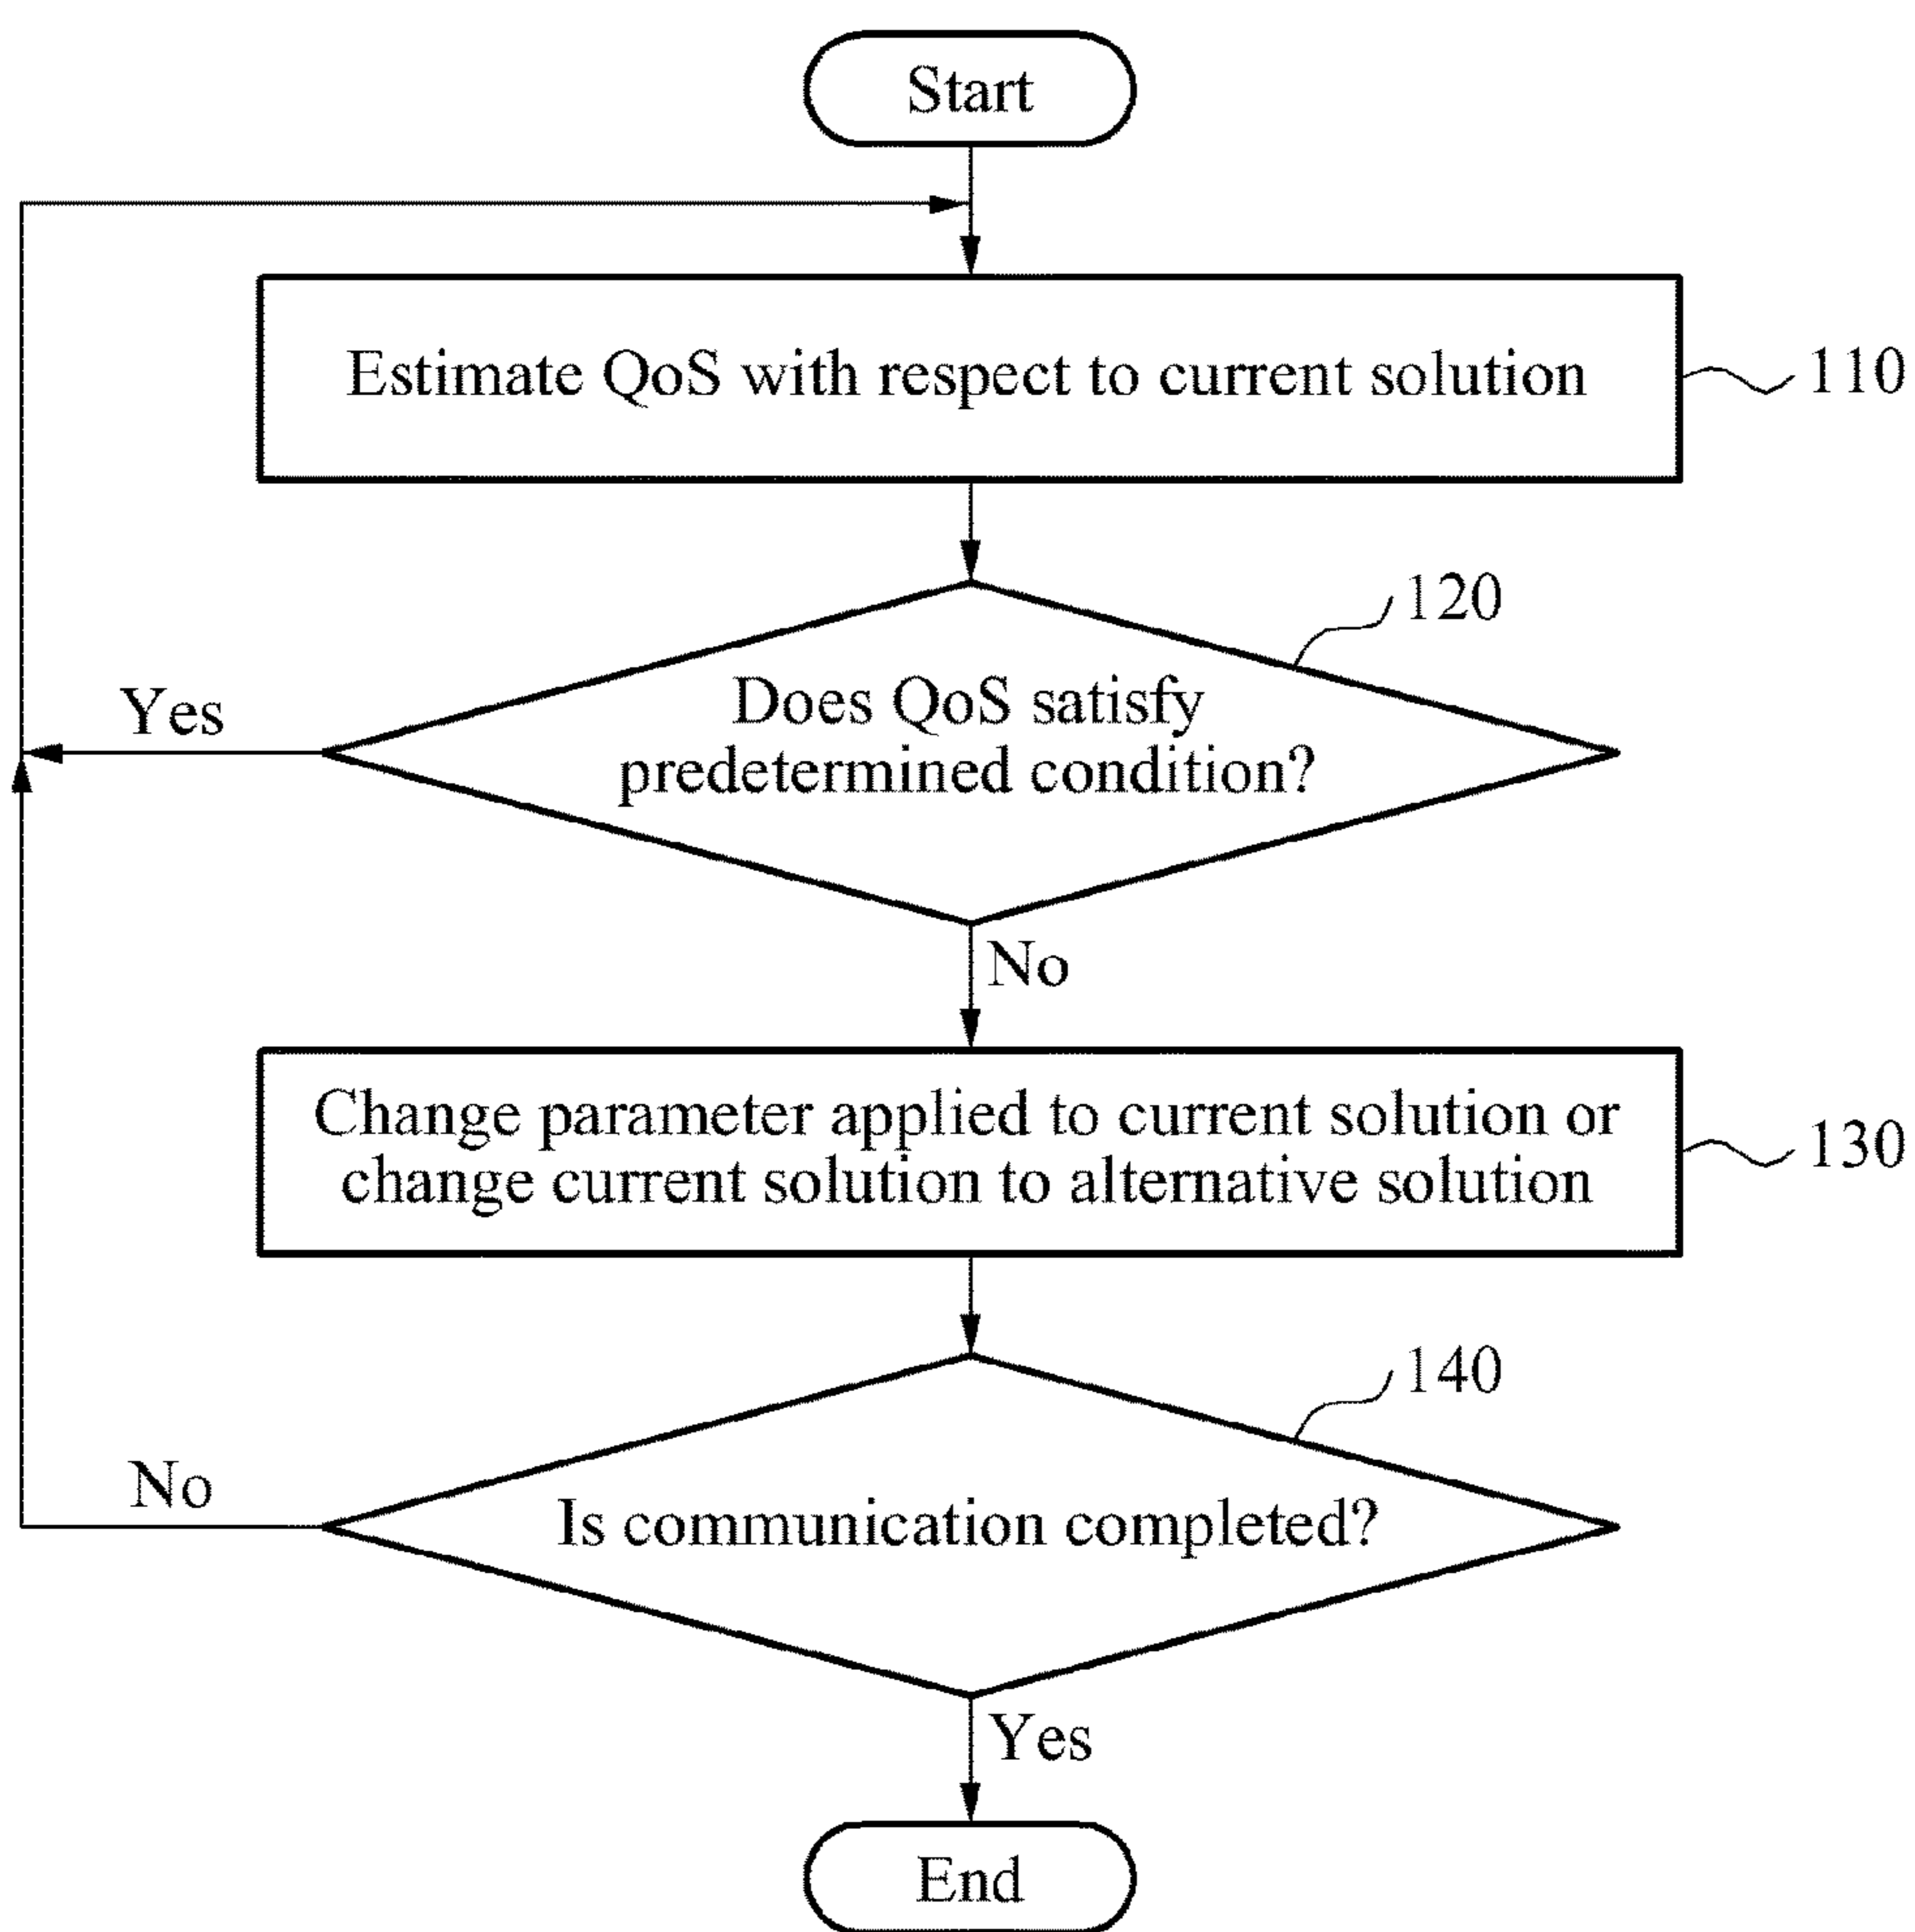 Start
Estimate QoS with respect to current solution
110
120
Does QoS satisfy
predetermined condition?
Yes
No
Change parameter applied to current solution or
change current solution to alternative solution
130
140
Is communication completed?
No
Yes
End